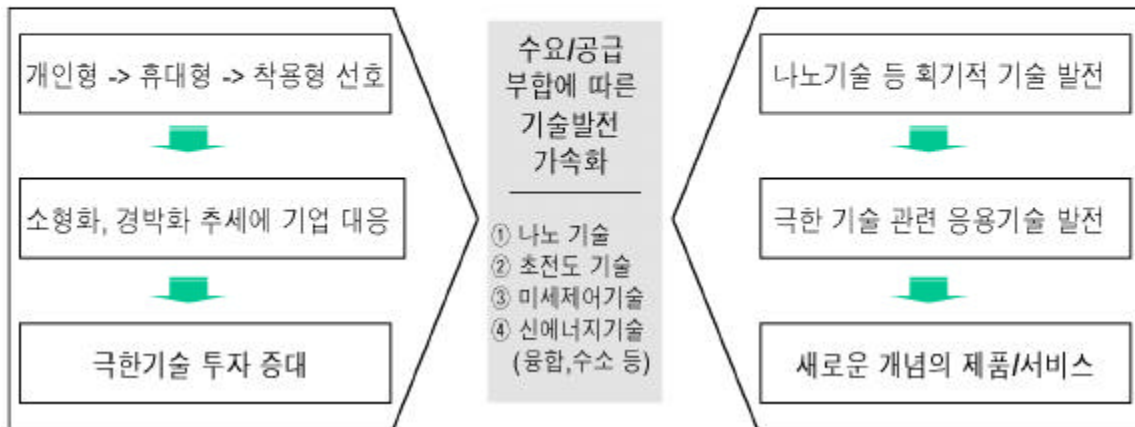 개인형 -> 휴대형 -> 착용형 선호
소형화, 경박화 추세에 기업 대응
극한기술 투자 증대
수요/공급
부합에 따른
기술발전
가속화
① 나노 기술
② 초전도 기술
③ 미세제어기술
④ 신에너지기술
(융합,수소 등)
나노기술 등 획기적 기술 발전
극한 기술 관련 응용기술 발전
새로운 개념의 제품/서비스